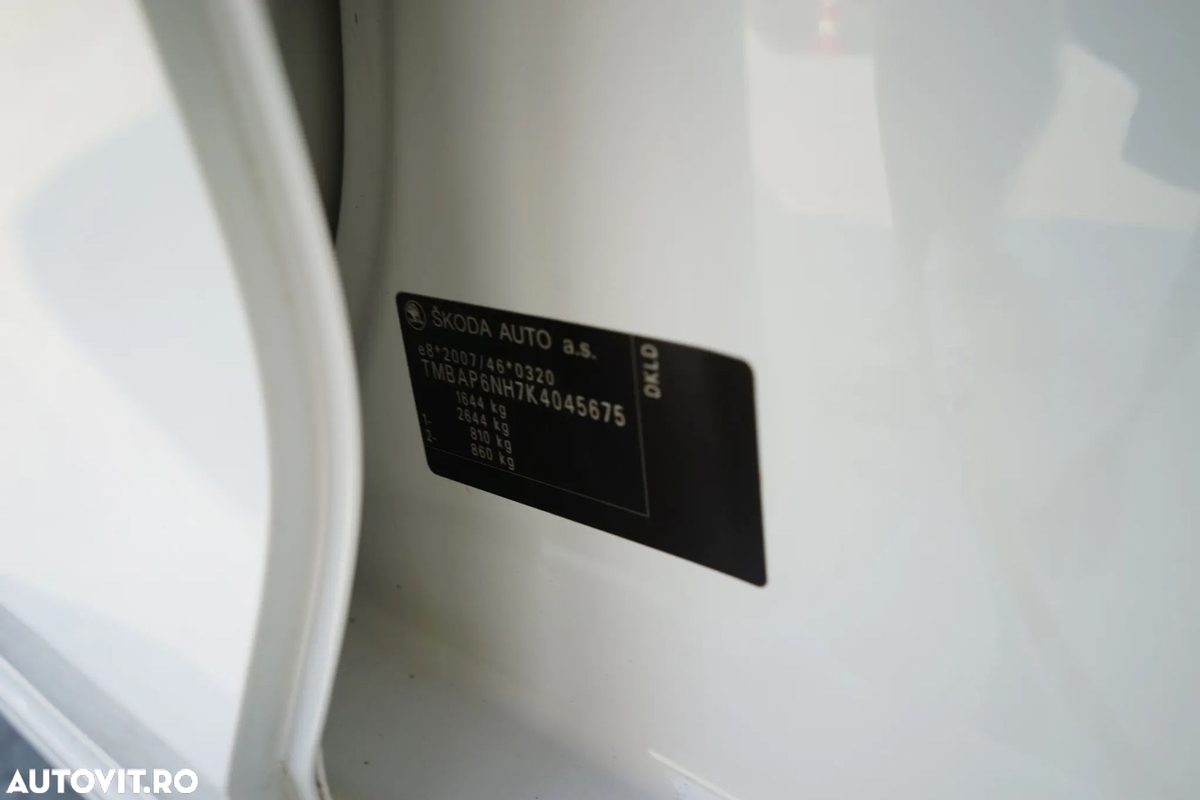 ŠKODA AUTO a.s.
e8*2007/46*0320
TMBAP6NH7K4045675
1644 kg
2644 kg
1- 810 kg
2- 860 kg
DKLD
AUTOVIT.RO